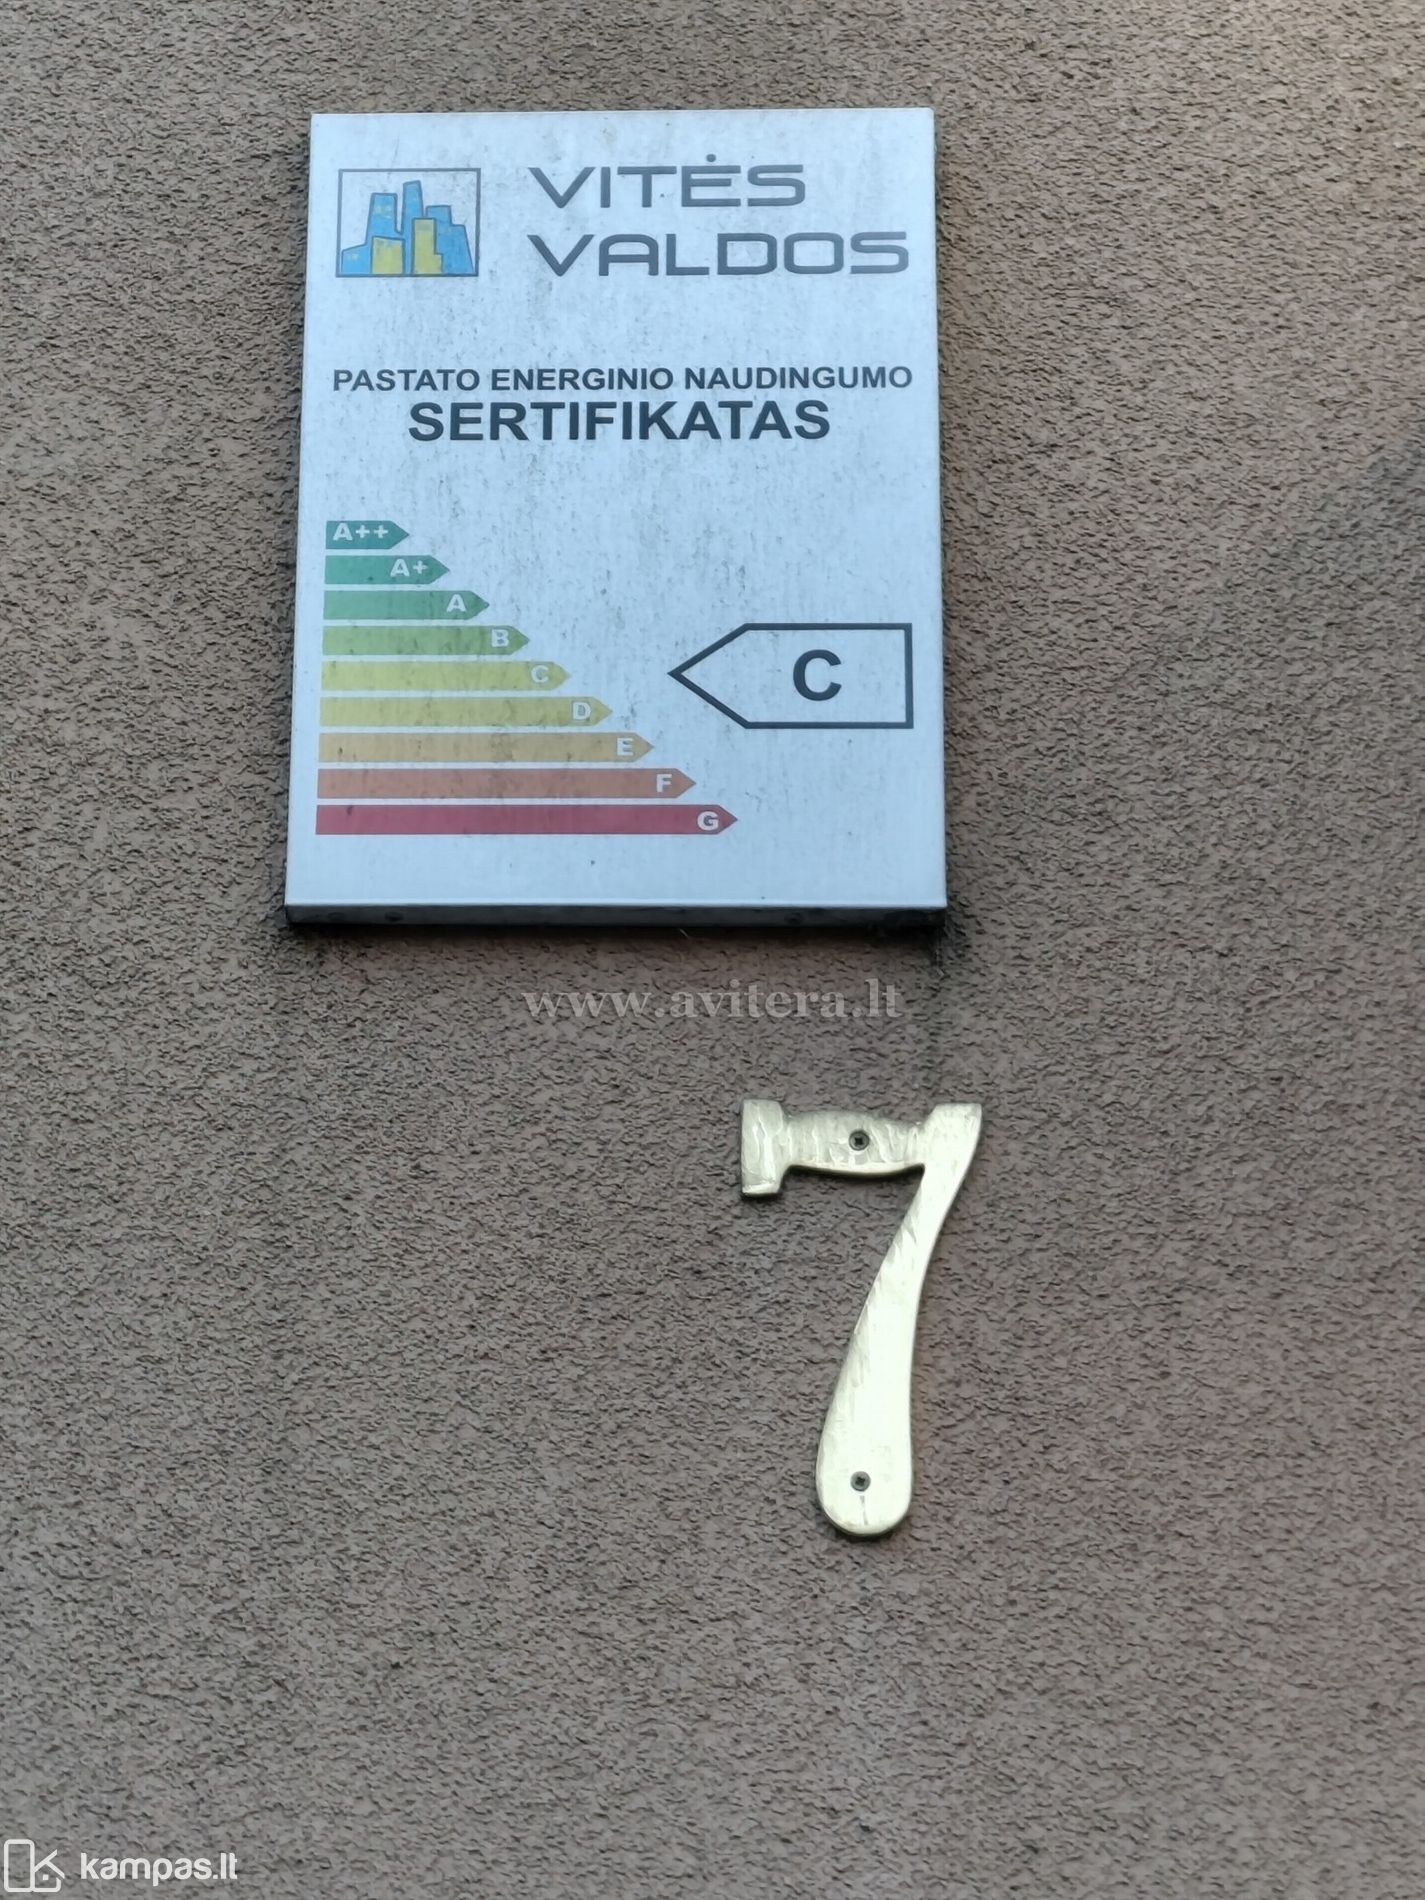 VITĖS
VALDOS
PASTATO ENERGINIO NAUDINGUMO
SERTIFIKATAS
A++
A+
A
B
C
D
E
F
G
C
www.avitera.lt
7
kampas.lt